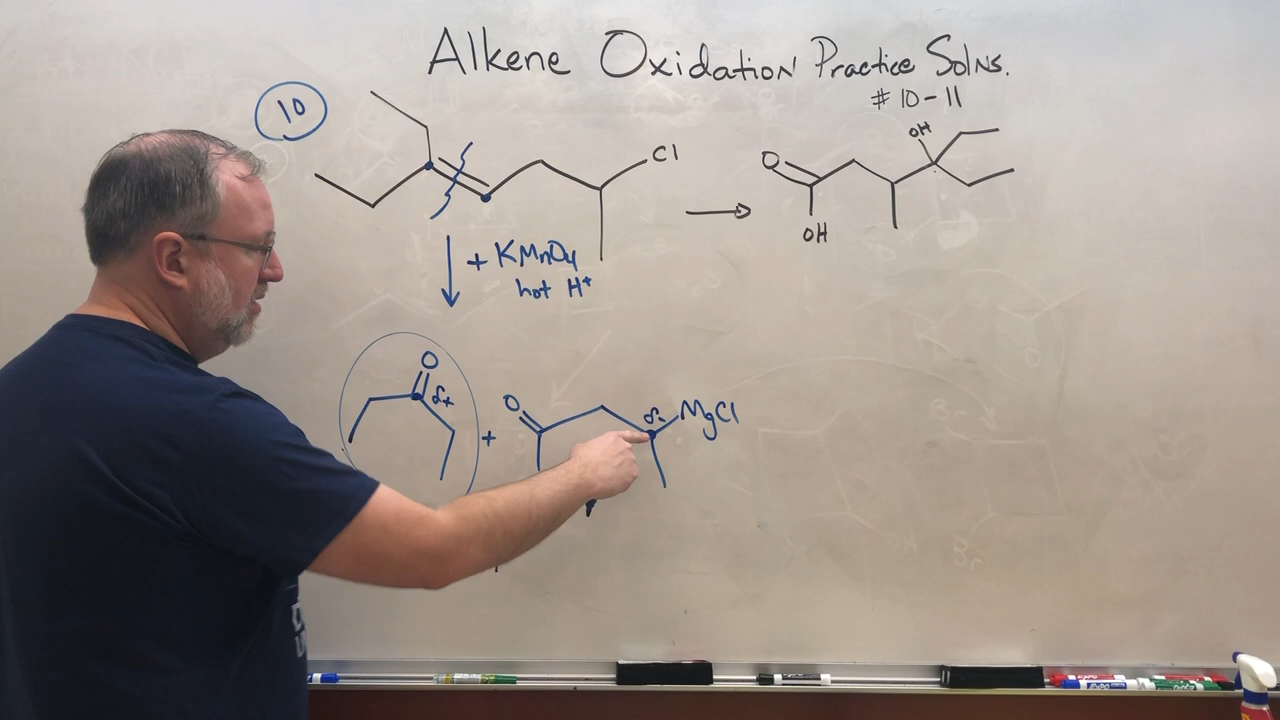 Alkene Oxidation Practice Solns.
# 10-11
10
Cl
O
OH
OH
+ KMnO4
hot H+
O
δ+
+
O
δ-
MgCl